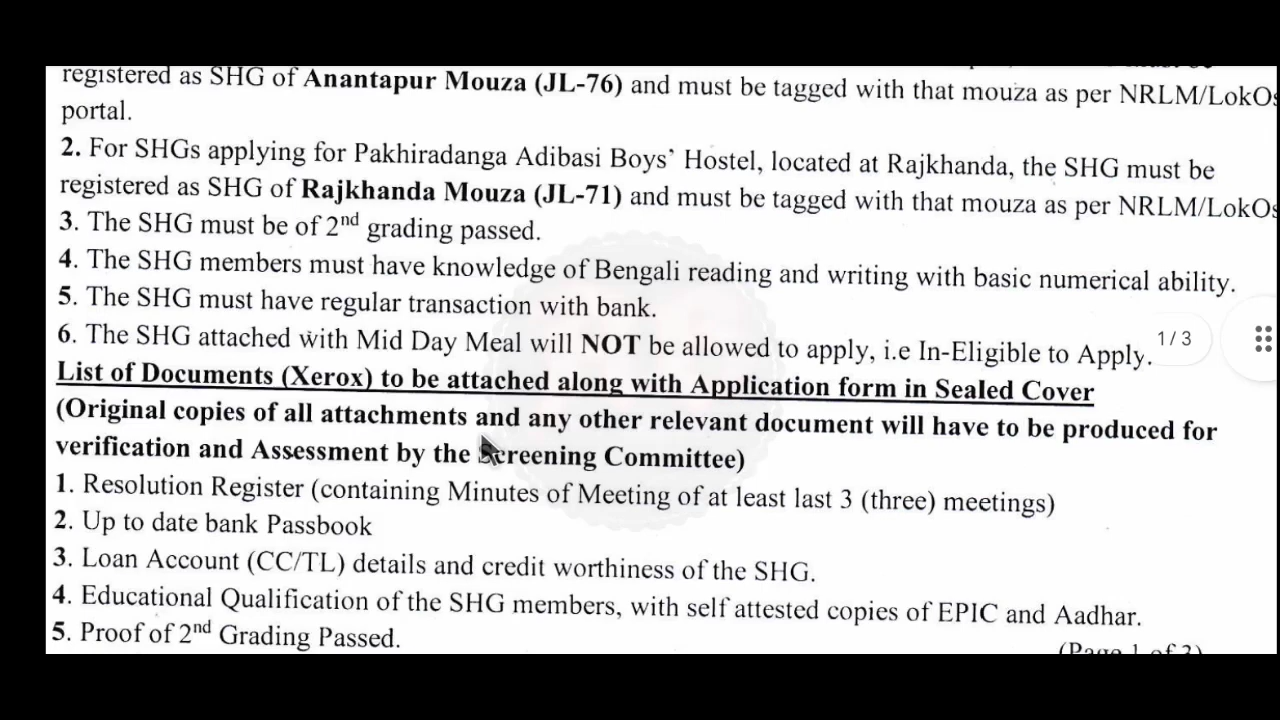 registered as SHG of Anantapur Mouza (JL-76) and must be tagged with that mouza as per NRLM/LokOs
portal.
2. For SHGs applying for Pakhiradanga Adibasi Boys' Hostel, located at Rajkhanda, the SHG must be
registered as SHG of Rajkhanda Mouza (JL-71) and must be tagged with that mouza as per NRLM/LokOs
3. The SHG must be of 2nd grading passed.
4. The SHG members must have knowledge of Bengali reading and writing with basic numerical ability.
5. The SHG must have regular transaction with bank.
6. The SHG attached with Mid Day Meal will NOT be allowed to apply, i.e In-Eligible to Apply.
1 / 3
List of Documents (Xerox) to be attached along with Application form in Sealed Cover
(Original copies of all attachments and any other relevant document will have to be produced for
verification and Assessment by the Screening Committee)
1. Resolution Register (containing Minutes of Meeting of at least last 3 (three) meetings)
2. Up to date bank Passbook
3. Loan Account (CC/TL) details and credit worthiness of the SHG.
4. Educational Qualification of the SHG members, with self attested copies of EPIC and Aadhar.
5. Proof of 2nd Grading Passed.
(Page 1 of 3)